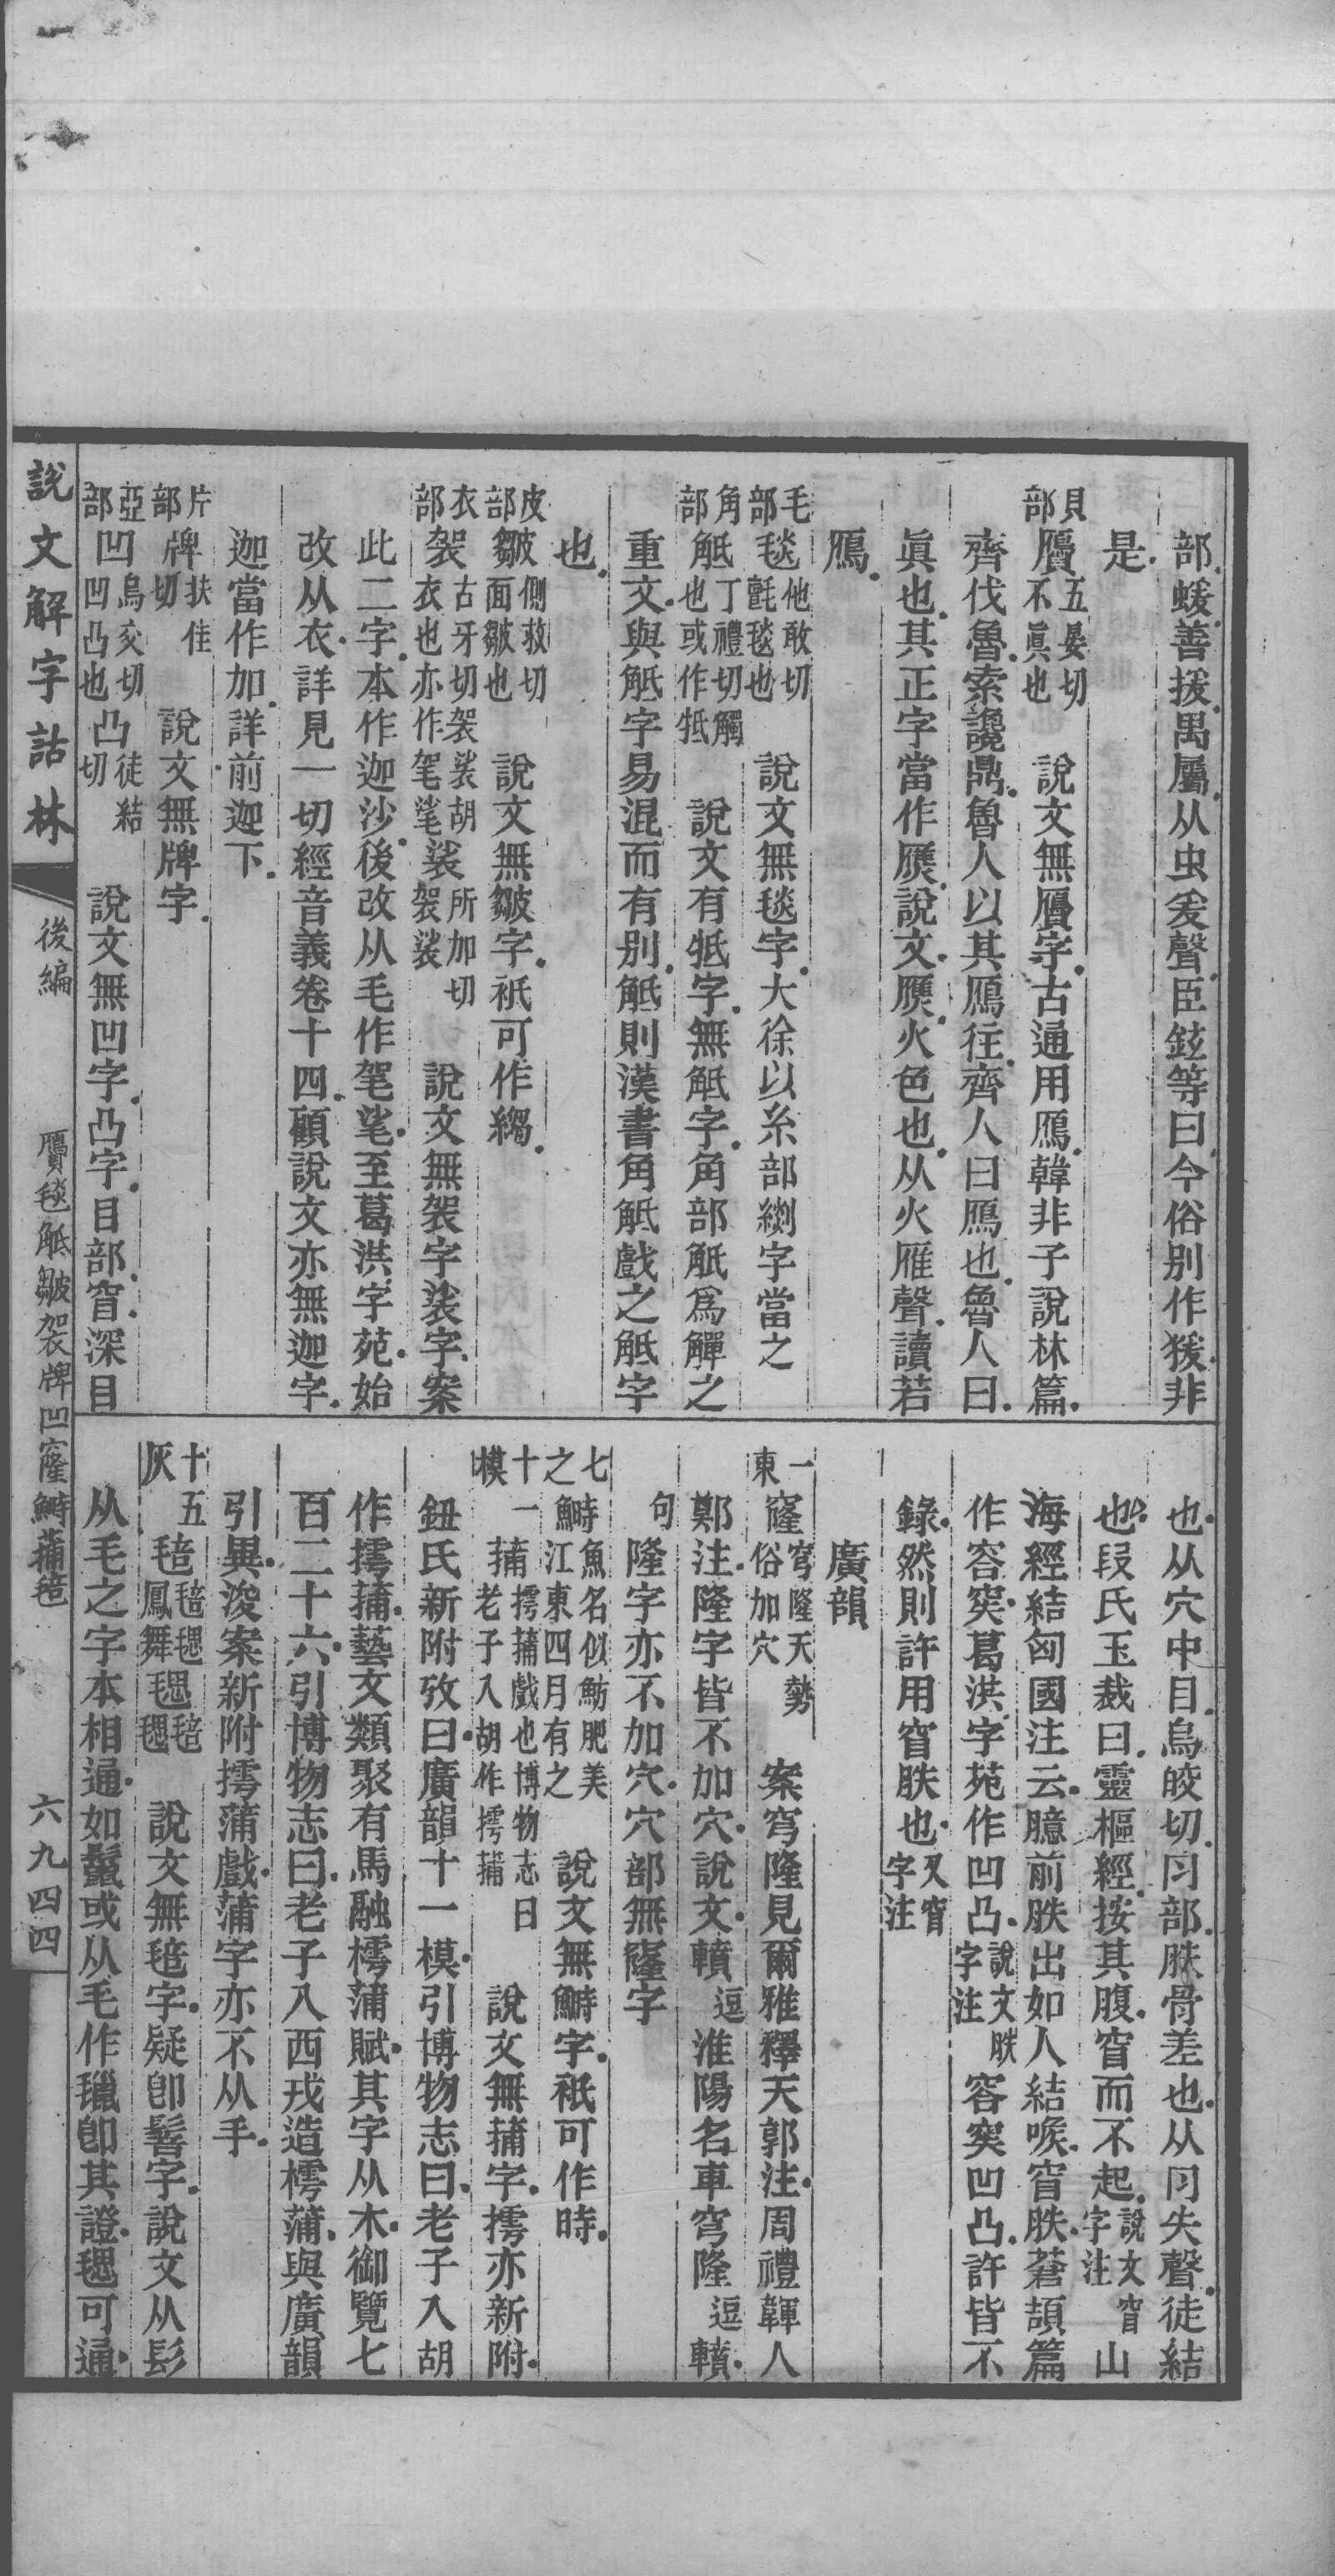 部蝯善援禺屬从虫爰聲臣鉉等曰今俗别作猨非
是
貝部贗五晏切不眞也說文無贗字古通用鴈韓非子說林篇
齊伐魯索讒鼎魯人以其鴈往齊人曰鴈也魯人曰
眞也其正字當作㷼說文㷼火色也从火雁聲讀若
鴈
毛部毯他敢切氈毯也說文無毯字大徐以糸部緂字當之
角部觝丁禮切觸也或作牴說文有牴字無觝字角部觗爲觶之
重文與觝字易混而有别觝則漢書角觝戲之觝字
也
皮部皺側救切面皺也說文無皺字祇可作縐
衣部袈古牙切袈裟胡衣也亦作毠㲚裟所加切袈裟說文無袈字裟字案
此二字本作迦沙後改从毛作毠㲚至葛洪字苑始
改从衣詳見一切經音義卷十四顧說文亦無迦字
迦當作加詳前迦下
片部牌扶佳切說文無牌字
亞部凹烏交切凹凸也凸徒結切說文無凹字凸字目部窅深目
也从穴中目烏皎切肉部胅骨差也从肉失聲徒結
也段氏玉裁曰靈樞經按其腹窅而不起說文窅字注山
海經結匈國注云臆前胅出如人結喉窅胅蒼頡篇
作容㝕葛洪字苑作凹凸說文胅字注容㝕凹凸許皆不
錄然則許用窅胅也又窅字注
廣韻
一東窿穹隆天勢俗加穴案穹隆見爾雅釋天郭注周禮韗人
鄭注隆字皆不加穴說文轒逗淮陽名車穹隆逗轒
句隆字亦不加穴穴部無窿字
七之鰣魚名似魴肥美江東四月有之說文無鰣字祇可作時
十一模蒱摴蒱戲也博物志曰老子入胡作摴蒱說文無蒱字摴亦新附
鈕氏新附攷曰廣韻十一模引博物志曰老子入胡
作摴蒱藝文類聚有馬融樗蒲賦其字从木御覽七
百二十六引博物志曰老子入西戎造樗蒲與廣韻
引異浚案新附摴蒲戲蒲字亦不从手
十五灰毰毰毸鳳舞毸毰毸說文無毰字疑卽䯱字說文从髟
从毛之字本相通如鬣或从毛作𣯶卽其證毸可通
說文解字詁林
後編
贗毯觝皺袈牌凹窿鰣蒱毰
六九四四